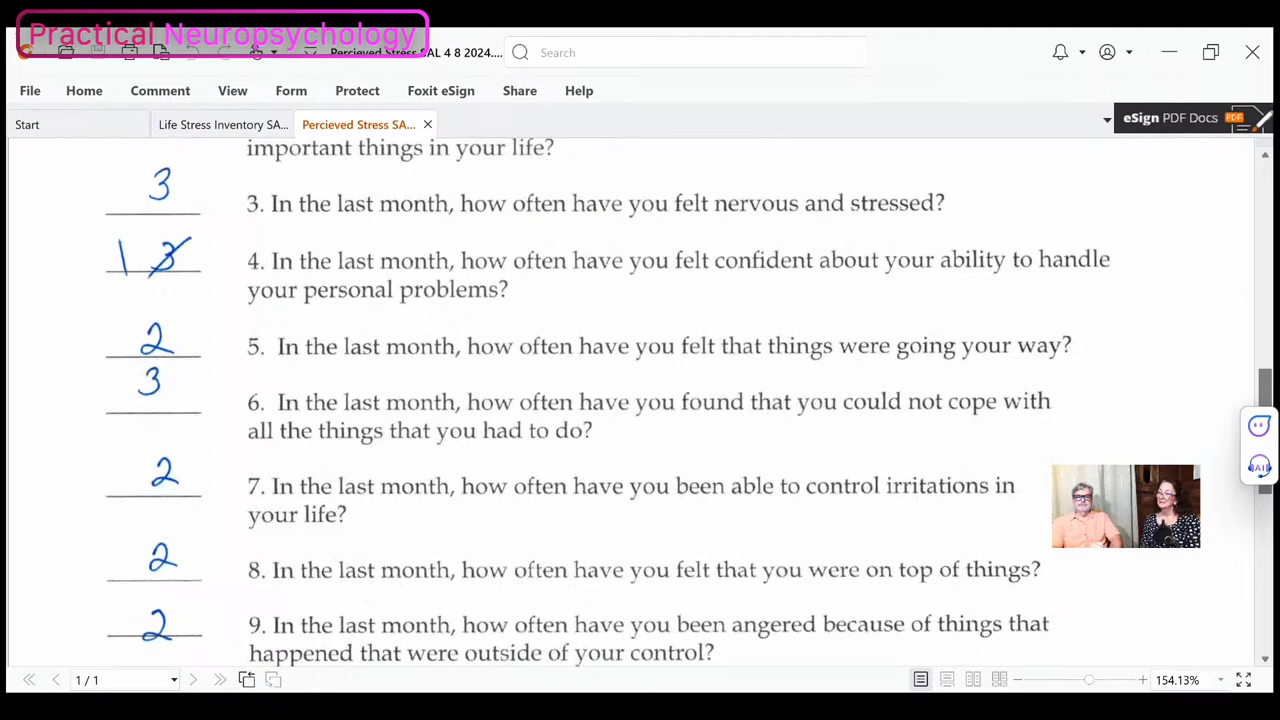 Practical Neuropsychology
Percieved Stress SAL 4 8 2024....
Search
File Home Comment View Form Protect Foxit eSign Share Help
Start
Life Stress Inventory SA...
Percieved Stress SA...
eSign PDF Docs
PDF
important things in your life?
3
3. In the last month, how often have you felt nervous and stressed?
1 3
4. In the last month, how often have you felt confident about your ability to handle
your personal problems?
2
5. In the last month, how often have you felt that things were going your way?
3
6. In the last month, how often have you found that you could not cope with
all the things that you had to do?
2
7. In the last month, how often have you been able to control irritations in
your life?
2
8. In the last month, how often have you felt that you were on top of things?
2
9. In the last month, how often have you been angered because of things that
happened that were outside of your control?
AI
1 / 1
154.13%